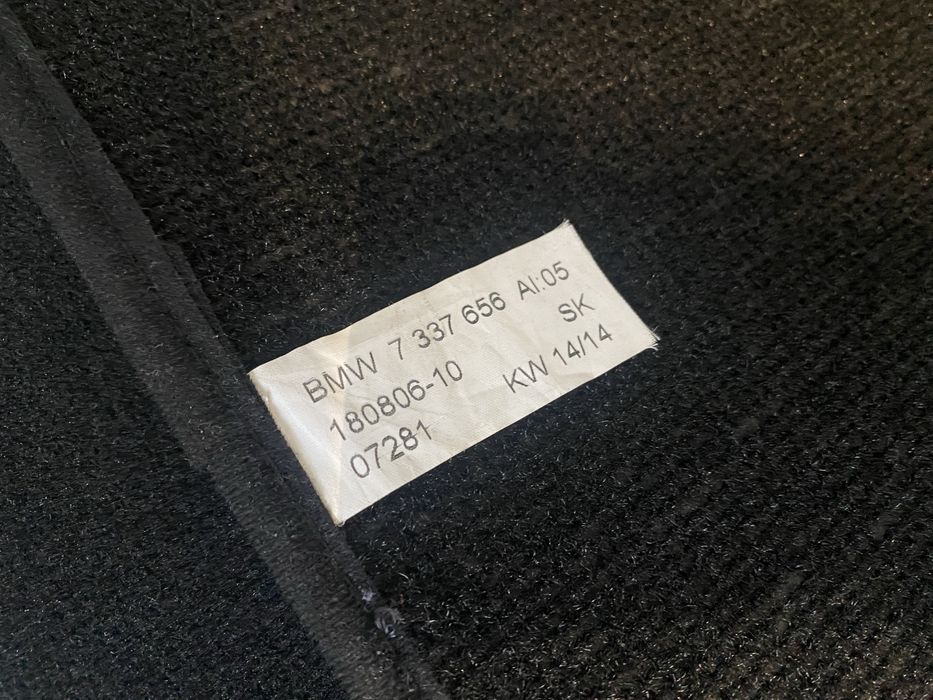 BMW 7 337 656 AI:05
180806-10 SK
07281 KW 14/14